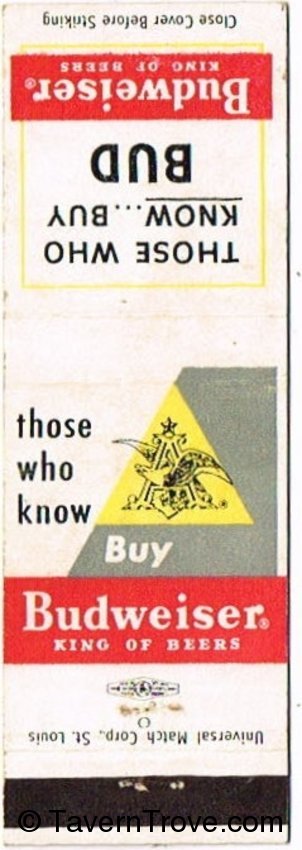 Close Cover Before Striking
Budweiser®
KING OF BEERS
THOSE WHO
KNOW...BUY
BUD
those
who
know
Buy
Budweiser®
KING OF BEERS
Universal Match Corp., St. Louis
© TavernTrove.com